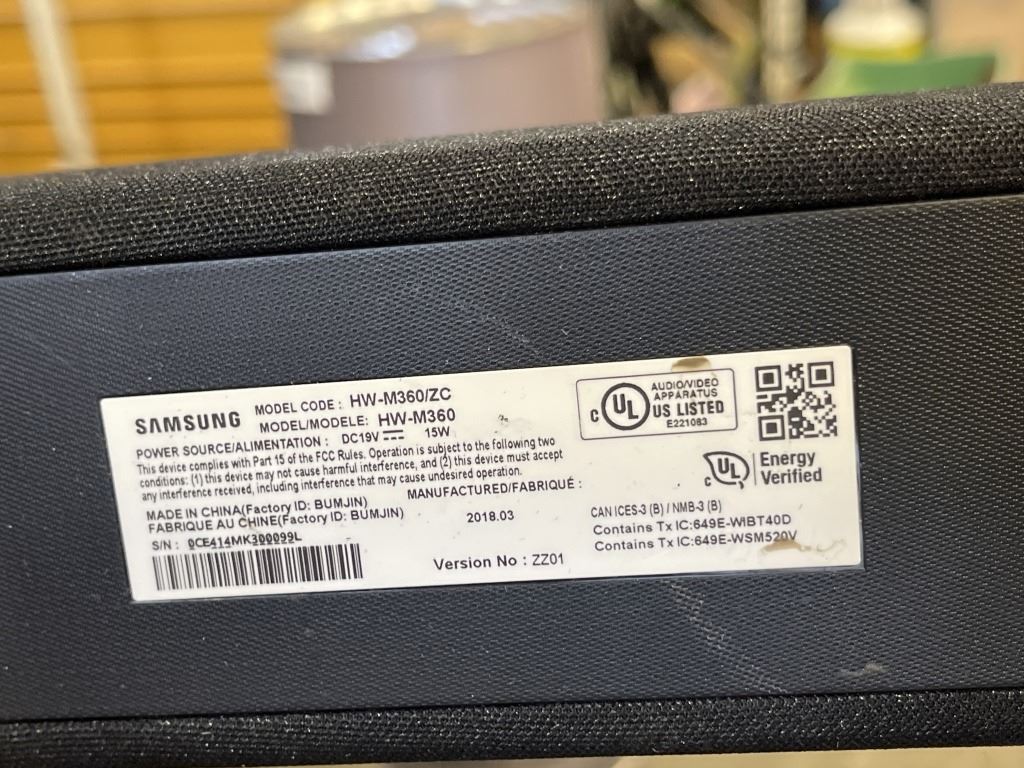 SAMSUNG
MODEL CODE : HW-M360/ZC
MODEL/MODELE: HW-M360
POWER SOURCE/ALIMENTATION : DC19V 15W
This device complies with Part 15 of the FCC Rules. Operation is subject to the following two
conditions: (1) this device may not cause harmful interference, and (2) this device must accept
any interference received, including interference that may cause undesired operation.
MANUFACTURED/FABRIQUÉ :
MADE IN CHINA(Factory ID: BUMJIN)
FABRIQUE AU CHINE(Factory ID: BUMJIN)
2018.03
S/N : 0CE414MK300099L
Version No : ZZ01
C UL US LISTED
AUDIO/VIDEO
APPARATUS
E221083
C UL
Energy
Verified
CAN ICES-3 (B) / NMB-3 (B)
Contains Tx IC:649E-WIBT40D
Contains Tx IC:649E-WSM520V